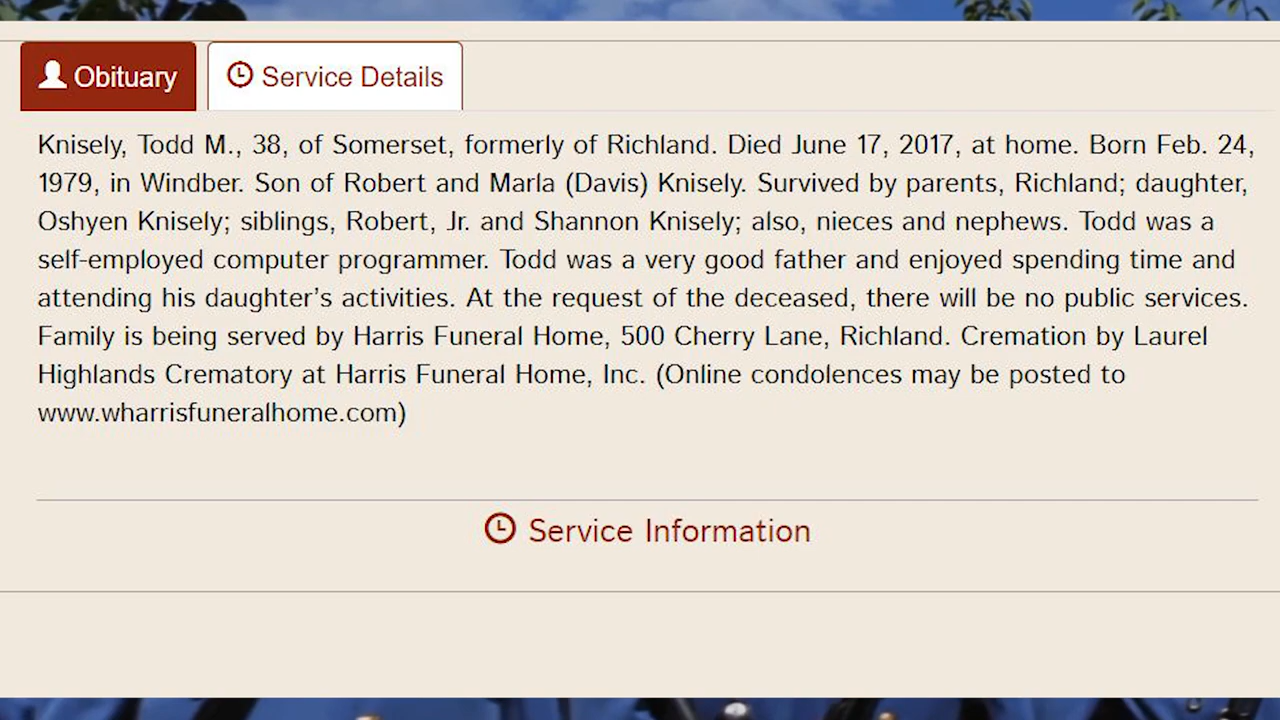 Obituary
Service Details
Knisely, Todd M., 38, of Somerset, formerly of Richland. Died June 17, 2017, at home. Born Feb. 24,
1979, in Windber. Son of Robert and Marla (Davis) Knisely. Survived by parents, Richland; daughter,
Oshyen Knisely; siblings, Robert, Jr. and Shannon Knisely; also, nieces and nephews. Todd was a
self-employed computer programmer. Todd was a very good father and enjoyed spending time and
attending his daughter’s activities. At the request of the deceased, there will be no public services.
Family is being served by Harris Funeral Home, 500 Cherry Lane, Richland. Cremation by Laurel
Highlands Crematory at Harris Funeral Home, Inc. (Online condolences may be posted to
www.wharrisfuneralhome.com)
Service Information